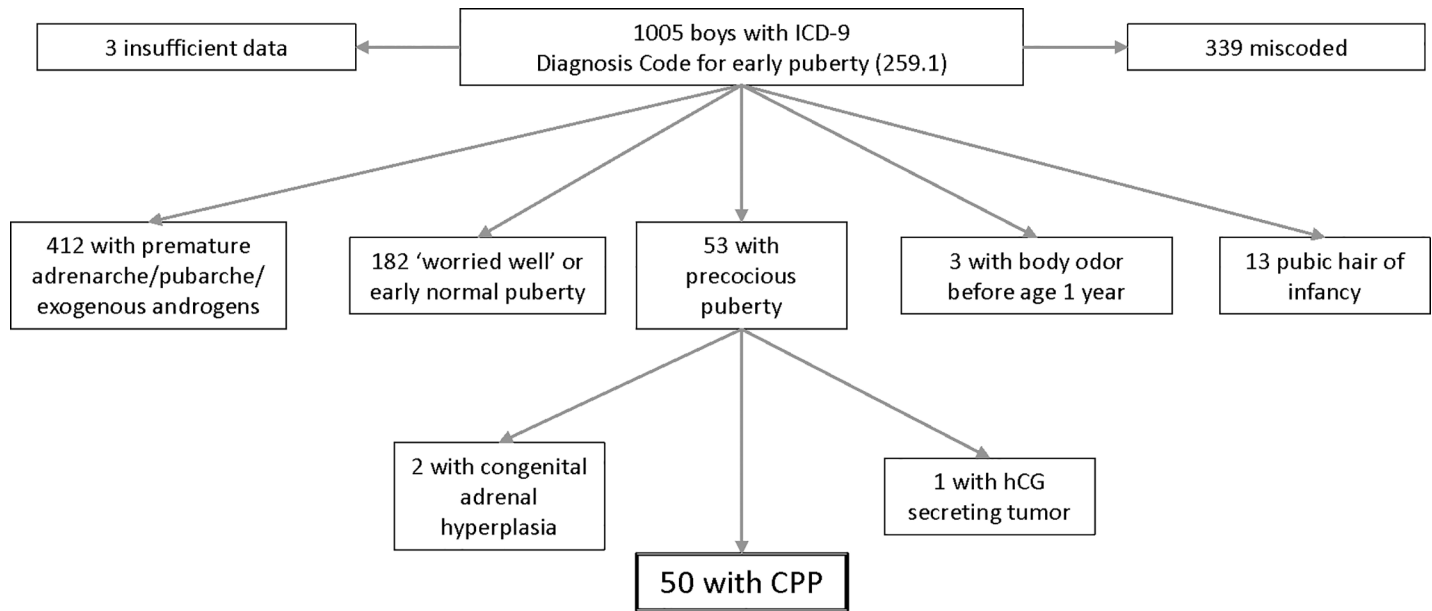 3 insufficient data
1005 boys with ICD-9
Diagnosis Code for early puberty (259.1)
339 miscoded
412 with premature
adrenarche/pubarche/
exogenous androgens
182 ‘worried well’ or
early normal puberty
53 with
precocious
puberty
3 with body odor
before age 1 year
13 pubic hair of
infancy
2 with congenital
adrenal
hyperplasia
1 with hCG
secreting tumor
50 with CPP